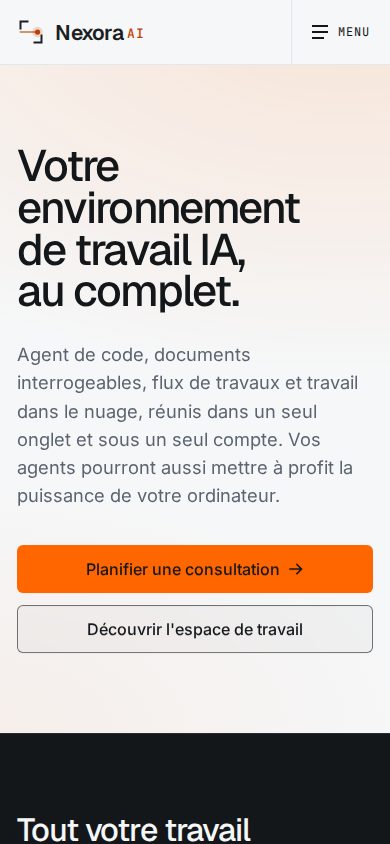 Nexora AI
MENU
Votre
environnement
de travail IA,
au complet.
Agent de code, documents
interrogeables, flux de travaux et travail
dans le nuage, réunis dans un seul
onglet et sous un seul compte. Vos
agents pourront aussi mettre à profit la
puissance de votre ordinateur.
Planifier une consultation →
Découvrir l'espace de travail
Tout votre travail